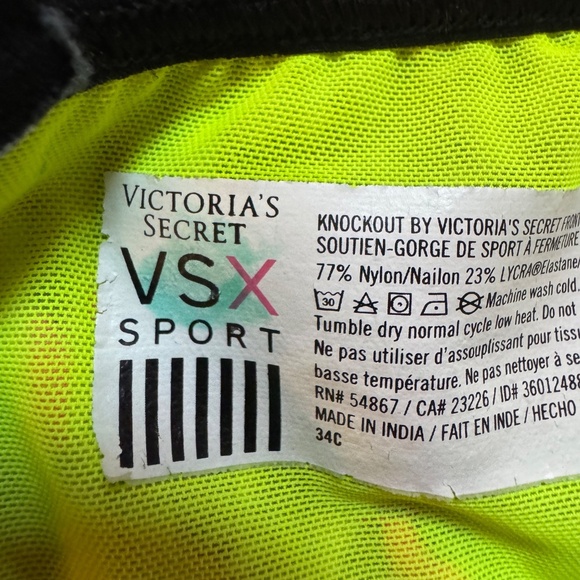 VICTORIA'S
SECRET
VSX
SPORT
KNOCKOUT BY VICTORIA'S SECRET FRONT
SOUTIEN-GORGE DE SPORT À FERMETURE
77% Nylon/Nailon 23% LYCRA®Elastane/
30 Machine wash cold.
Tumble dry normal cycle low heat. Do not
Ne pas utiliser d'assouplissant pour tissu
basse température. Ne pas nettoyer à se
RN# 54867 / CA# 23226 / ID# 36012488
MADE IN INDIA / FAIT EN INDE / HECHO
34C